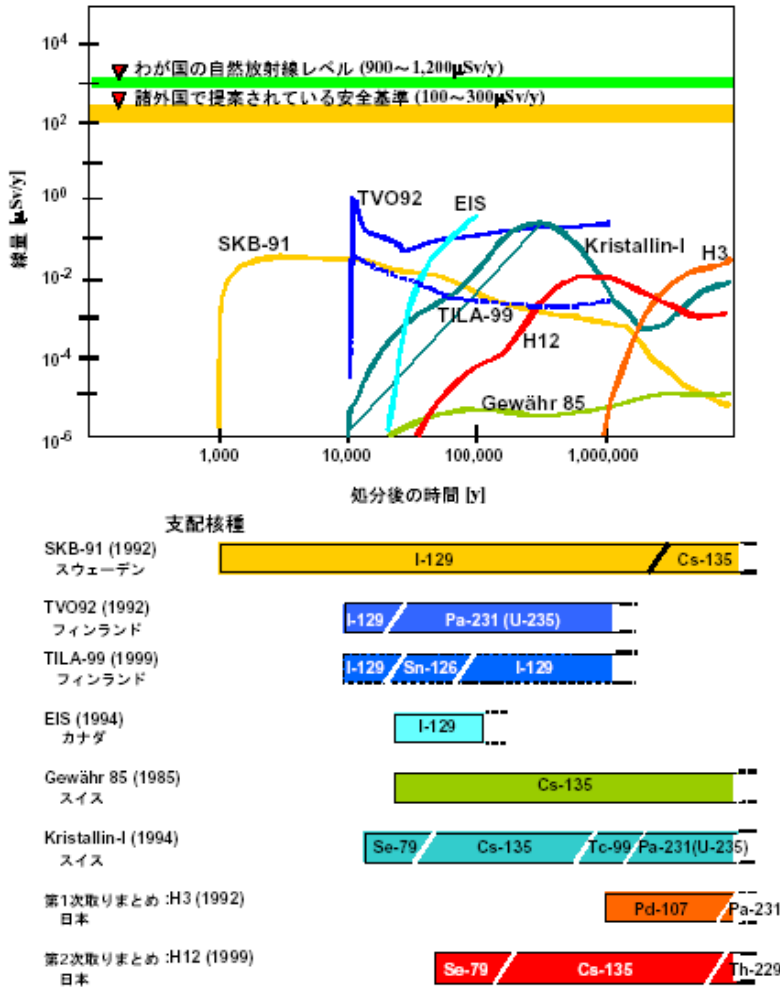 10⁴
▼ わが国の自然放射線レベル (900～1,200μSv/y)
▼ 諸外国で提案されている安全基準 (100～300μSv/y)
10²
線量 [μSv/y]
10⁰
TVO92
EIS
SKB-91
Kristallin-I
H3
10⁻²
TILA-99
H12
10⁻⁴
Gewähr 85
10⁻⁶
1,000 10,000 100,000 1,000,000
処分後の時間 [y]
支配核種
SKB-91 (1992)
スウェーデン
I-129 Cs-135
TVO92 (1992)
フィンランド
I-129 Pa-231 (U-235)
TILA-99 (1999)
フィンランド
I-129 Sn-126 I-129
EIS (1994)
カナダ
I-129
Gewähr 85 (1985)
スイス
Cs-135
Kristallin-I (1994)
スイス
Se-79 Cs-135 Tc-99 Pa-231(U-235)
第1次取りまとめ :H3 (1992)
日本
Pd-107 Pa-231
第2次取りまとめ :H12 (1999)
日本
Se-79 Cs-135 Th-229